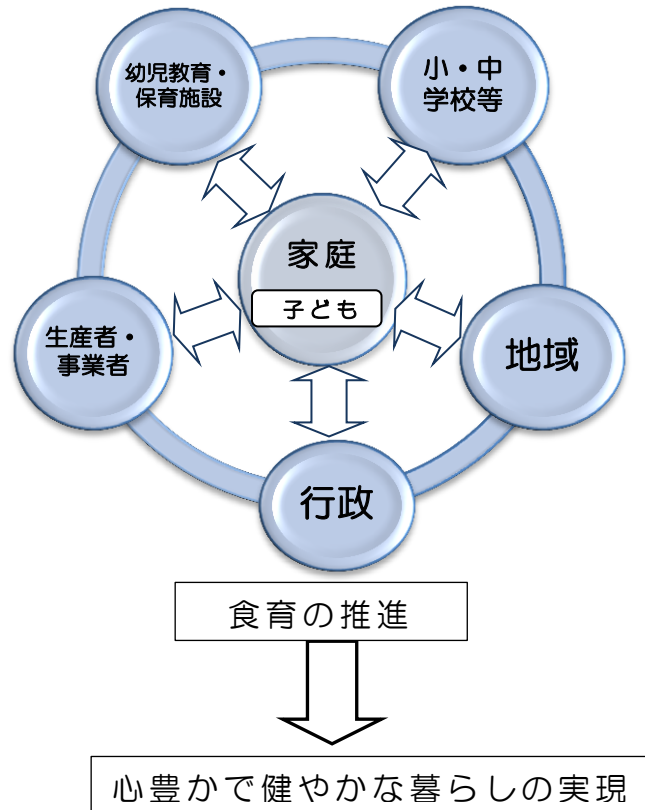 幼児教育・
保育施設
小・中
学校等
家庭
子ども
生産者・
事業者
地域
行政
食育の推進
心豊かで健やかな暮らしの実現